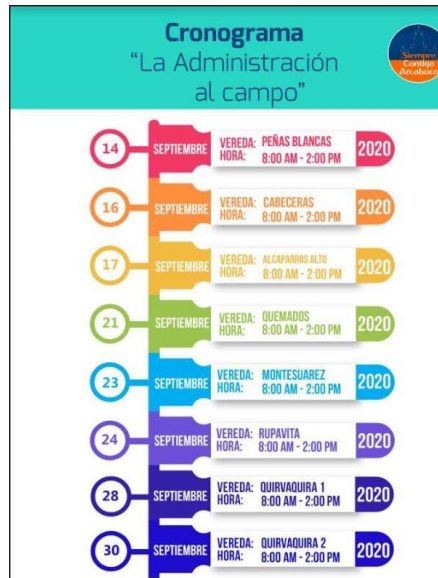 Cronograma
“La Administración
al campo”
Siempre
Contigo
Arcabuco
14 SEPTIEMBRE VEREDA: PEÑAS BLANCAS 2020
HORA: 8:00 AM - 2:00 PM
16 SEPTIEMBRE VEREDA: CABECERAS 2020
HORA: 8:00 AM - 2:00 PM
17 SEPTIEMBRE VEREDA: ALCAPARROS ALTO 2020
HORA: 8:00 AM - 2:00 PM
21 SEPTIEMBRE VEREDA: QUEMADOS 2020
HORA: 8:00 AM - 2:00 PM
23 SEPTIEMBRE VEREDA: MONTESUAREZ 2020
HORA: 8:00 AM - 2:00 PM
24 SEPTIEMBRE VEREDA: RUPAVITA 2020
HORA: 8:00 AM - 2:00 PM
28 SEPTIEMBRE VEREDA: QUIRVAQUIRA 1 2020
HORA: 8:00 AM - 2:00 PM
30 SEPTIEMBRE VEREDA: QUIRVAQUIRA 2 2020
HORA: 8:00 AM - 2:00 PM